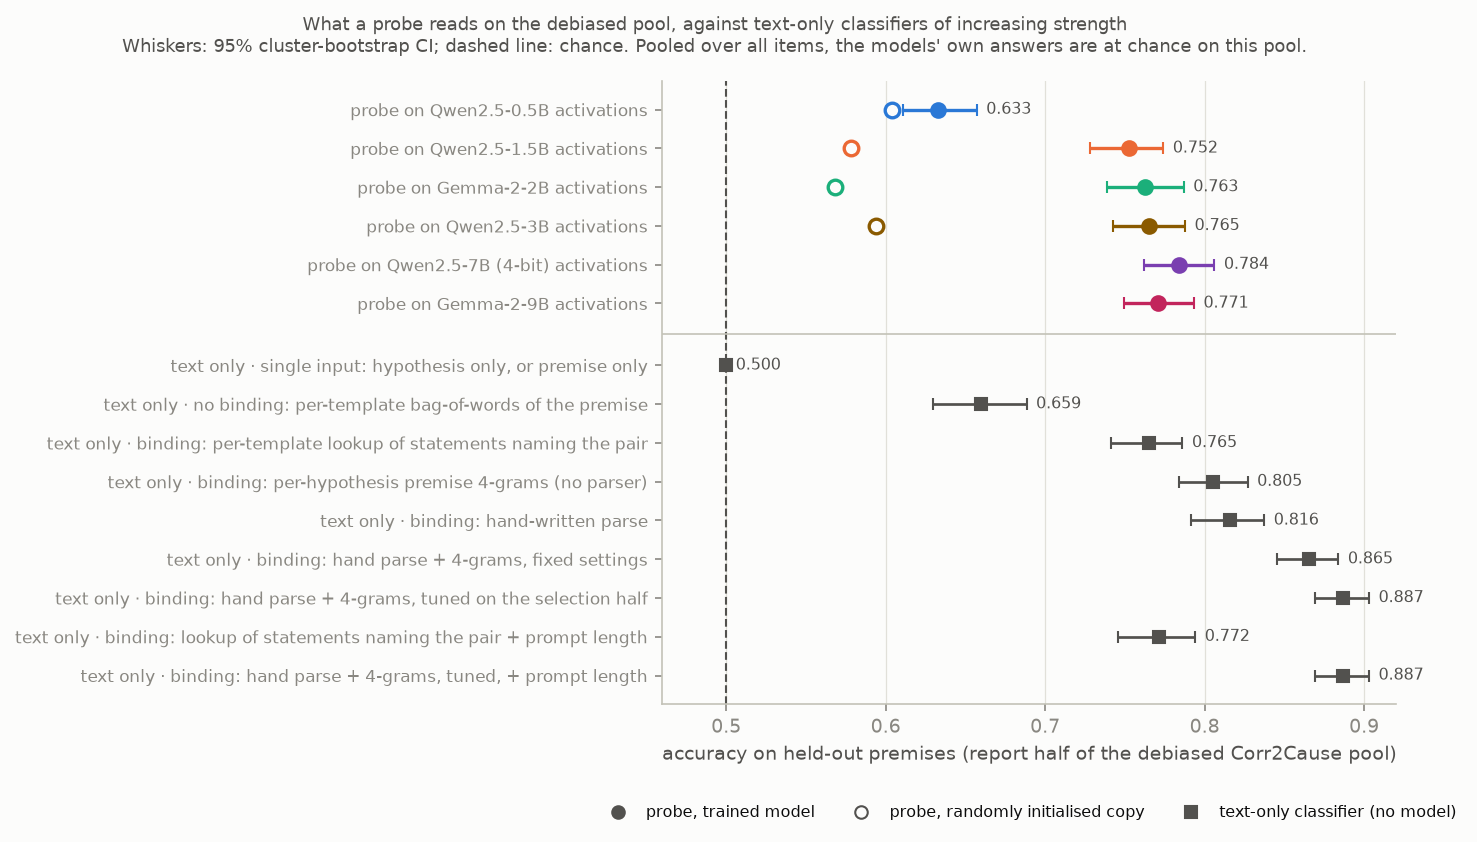 What a probe reads on the debiased pool, against text-only classifiers of increasing strength
Whiskers: 95% cluster-bootstrap CI; dashed line: chance. Pooled over all items, the models' own answers are at chance on this pool.
probe on Qwen2.5-0.5B activations
0.633
probe on Qwen2.5-1.5B activations
0.752
probe on Gemma-2-2B activations
0.763
probe on Qwen2.5-3B activations
0.765
probe on Qwen2.5-7B (4-bit) activations
0.784
probe on Gemma-2-9B activations
0.771
text only · single input: hypothesis only, or premise only
0.500
text only · no binding: per-template bag-of-words of the premise
0.659
text only · binding: per-template lookup of statements naming the pair
0.765
text only · binding: per-hypothesis premise 4-grams (no parser)
0.805
text only · binding: hand-written parse
0.816
text only · binding: hand parse + 4-grams, fixed settings
0.865
text only · binding: hand parse + 4-grams, tuned on the selection half
0.887
text only · binding: lookup of statements naming the pair + prompt length
0.772
text only · binding: hand parse + 4-grams, tuned, + prompt length
0.887
0.5 0.6 0.7 0.8 0.9
accuracy on held-out premises (report half of the debiased Corr2Cause pool)
probe, trained model
probe, randomly initialised copy
text-only classifier (no model)